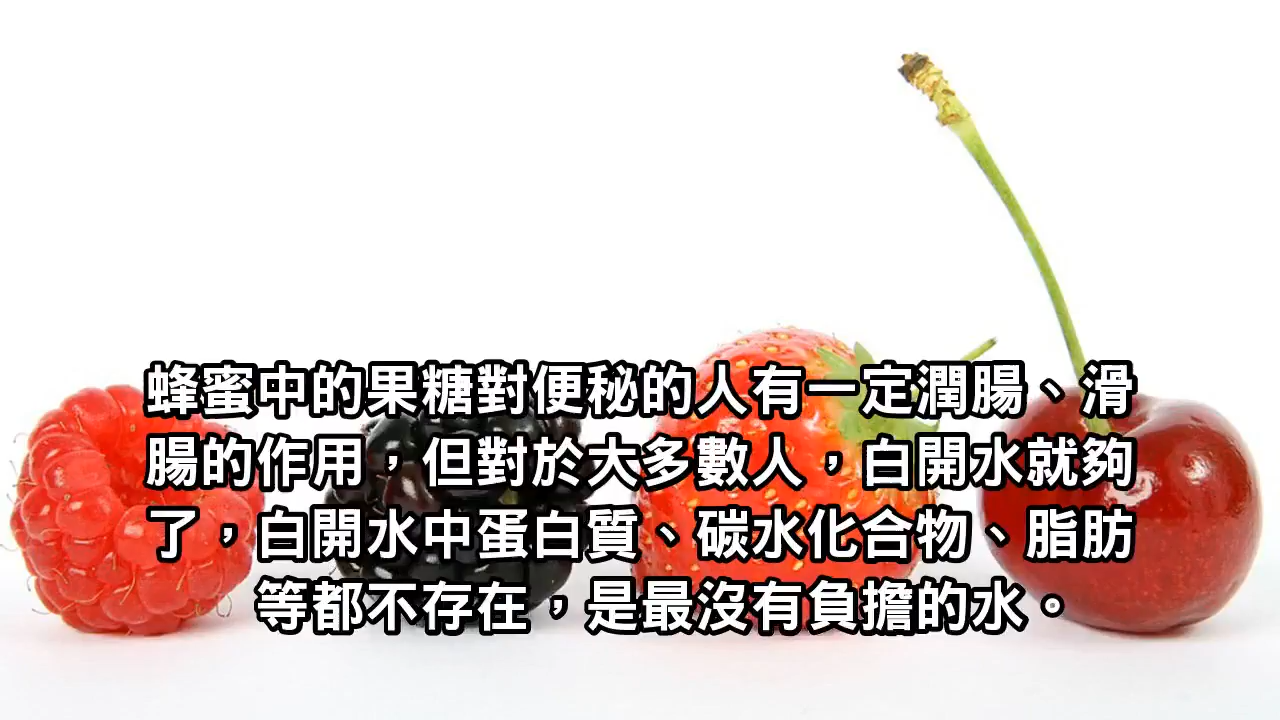 蜂蜜中的果糖對便秘的人有一定潤腸、滑
腸的作用，但對於大多數人，白開水就夠
了，白開水中蛋白質、碳水化合物、脂肪
等都不存在，是最沒有負擔的水。